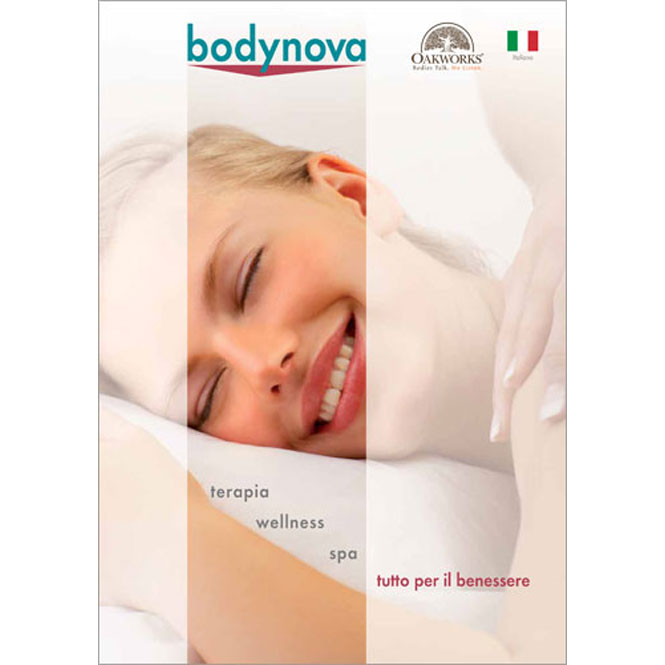 bodynova
OAKWORKS®
Bodies Talk. We Listen.
Italiano
terapia
wellness
spa
tutto per il benessere